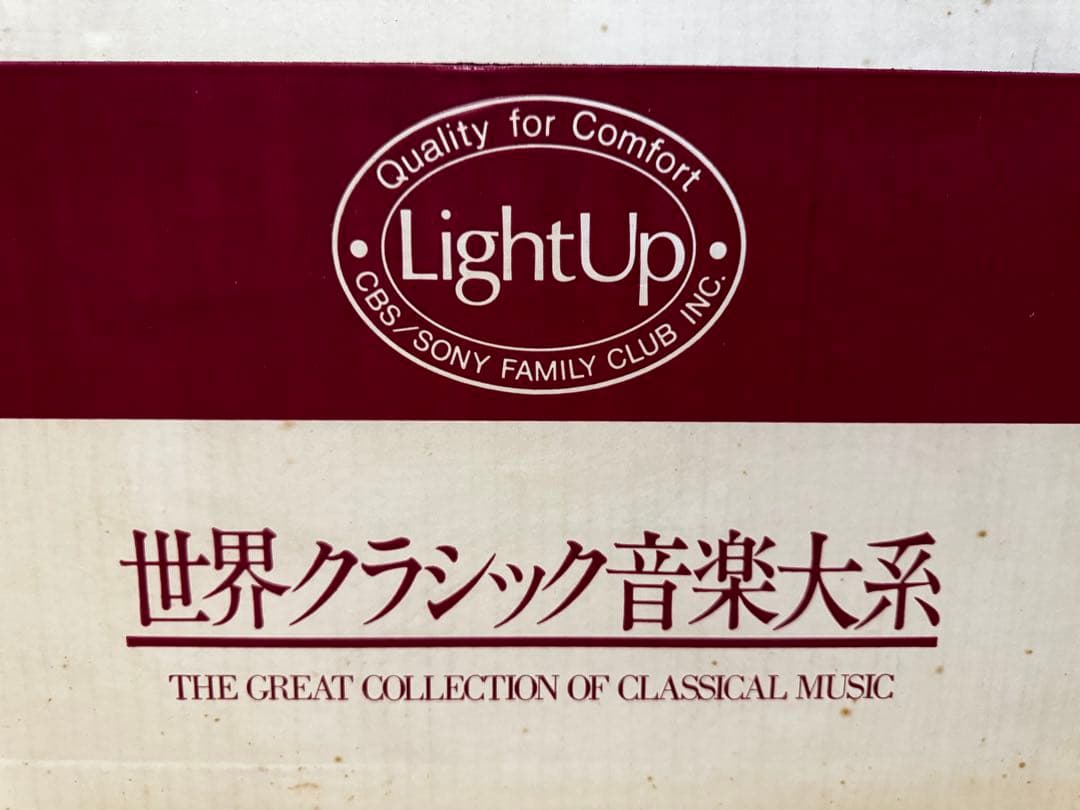 Quality for Comfort
LightUp
• CBS/SONY FAMILY CLUB INC. •
世界クラシック音楽大系
THE GREAT COLLECTION OF CLASSICAL MUSIC